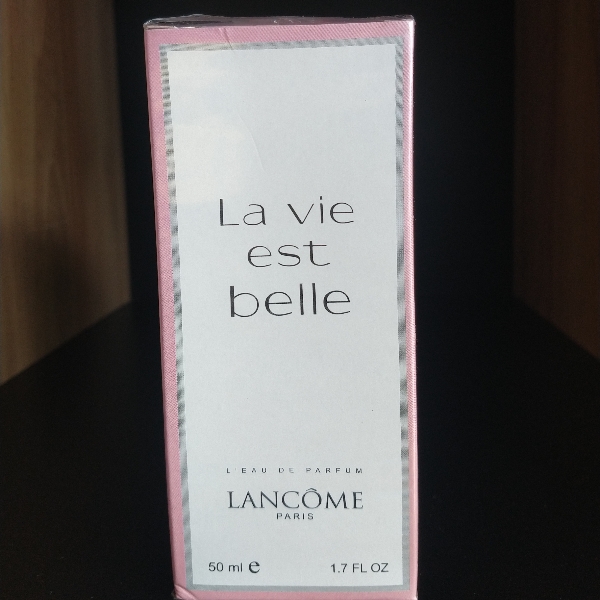 La vie
est
belle
L'EAU DE PARFUM
LANCÔME
PARIS
50 ml e 1.7 FL OZ